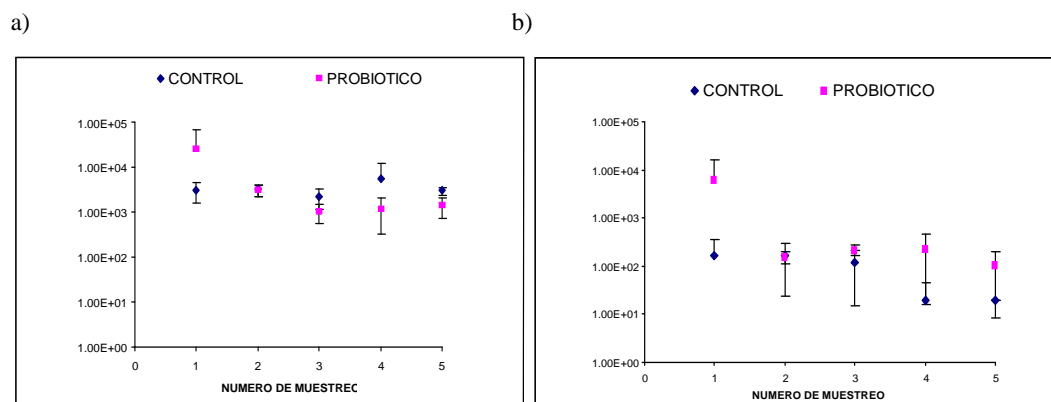 a)
b)
CONTROL PROBIOTICO
1.00E+05
1.00E+04
1.00E+03
1.00E+02
1.00E+01
1.00E+00
0 1 2 3 4 5
NUMERO DE MUESTREO
CONTROL PROBIOTICO
1.00E+05
1.00E+04
1.00E+03
1.00E+02
1.00E+01
1.00E+00
0 1 2 3 4 5
NUMERO DE MUESTREO